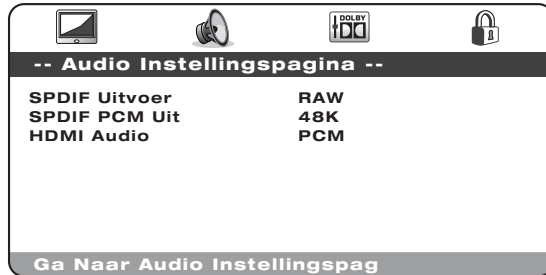 DOLBY
-- Audio Instellingspagina --
SPDIF Uitvoer RAW
SPDIF PCM Uit 48K
HDMI Audio PCM
Ga Naar Audio Instellingspag